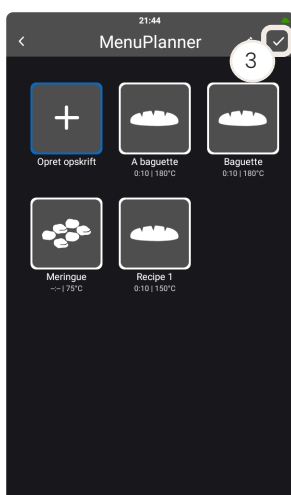 21:44
MenuPlanner
3
Opret opskrift
A baguette
0:10 | 180°C
Baguette
0:10 | 180°C
Meringue
--:-- | 75°C
Recipe 1
0:10 | 150°C